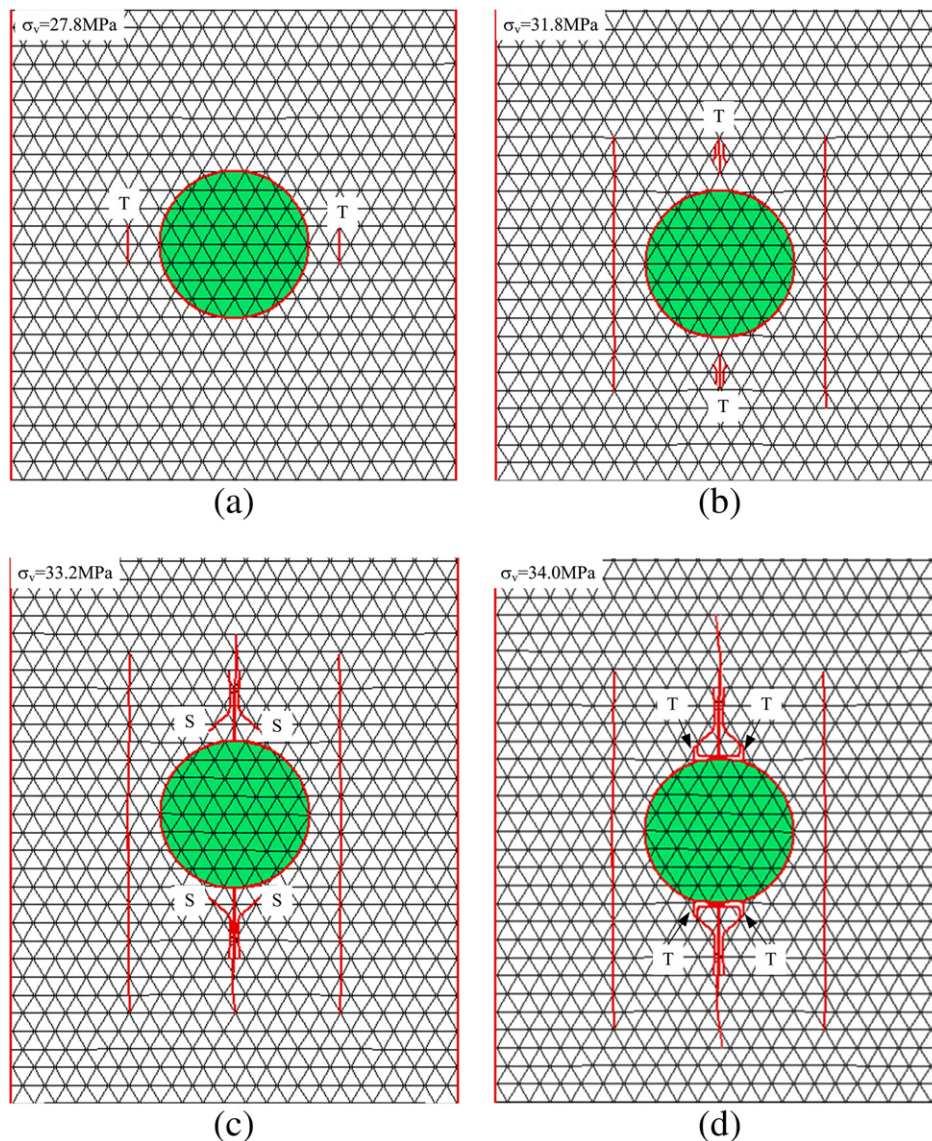 σv=27.8MPa
T
T
(a)
σv=31.8MPa
T
T
(b)
σv=33.2MPa
S
S
S
S
(c)
σv=34.0MPa
T
T
T
T
(d)